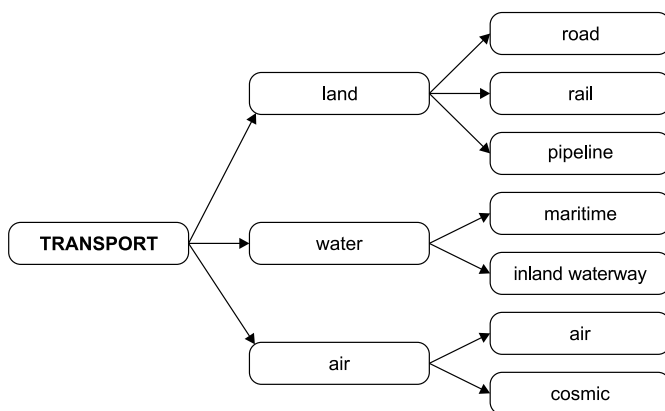 road
land
rail
pipeline
maritime
TRANSPORT
water
inland waterway
air
air
cosmic